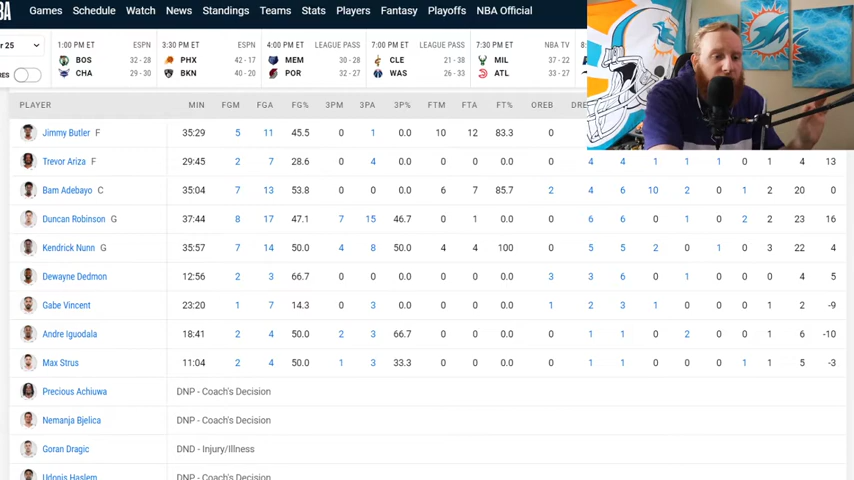 Games Schedule Watch News Standings Teams Stats Players Fantasy Playoffs NBA Official
1:00 PM ET ESPN 3:30 PM ET ESPN 4:00 PM ET LEAGUE PASS 7:00 PM ET LEAGUE PASS 7:30 PM ET NBA TV
r 25 BOS 32 - 28 PHX 42 - 17 MEM 30 - 28 CLE 21 - 38 MIL 37 - 22
RES CHA 29 - 30 BKN 40 - 20 POR 32 - 27 WAS 26 - 33 ATL 33 - 27
PLAYER MIN FGM FGA FG% 3PM 3PA 3P% FTM FTA FT% OREB DRE
Jimmy Butler F 35:29 5 11 45.5 0 1 0.0 10 12 83.3 0
Trevor Ariza F 29:45 2 7 28.6 0 4 0.0 0 0 0.0 0 4 4 1 1 1 0 1 4 13
Bam Adebayo C 35:04 7 13 53.8 0 0 0.0 6 7 85.7 2 4 6 10 2 0 1 2 20 0
Duncan Robinson G 37:44 8 17 47.1 7 15 46.7 0 1 0.0 0 6 6 0 1 0 2 2 23 16
Kendrick Nunn G 35:57 7 14 50.0 4 8 50.0 4 4 100 0 5 5 2 0 1 0 3 22 4
Dewayne Dedmon 12:56 2 3 66.7 0 0 0.0 0 0 0.0 3 3 6 0 1 0 0 0 4 5
Gabe Vincent 23:20 1 7 14.3 0 3 0.0 0 0 0.0 1 2 3 1 0 0 0 1 2 -9
Andre Iguodala 18:41 2 4 50.0 2 3 66.7 0 0 0.0 0 1 1 0 2 0 0 1 6 -10
Max Strus 11:04 2 4 50.0 1 3 33.3 0 0 0.0 0 1 1 0 0 0 1 1 5 -3
Precious Achiuwa DNP - Coach's Decision
Nemanja Bjelica DNP - Coach's Decision
Goran Dragic DND - Injury/Illness
Udonis Haslem DNP - Coach's Decision